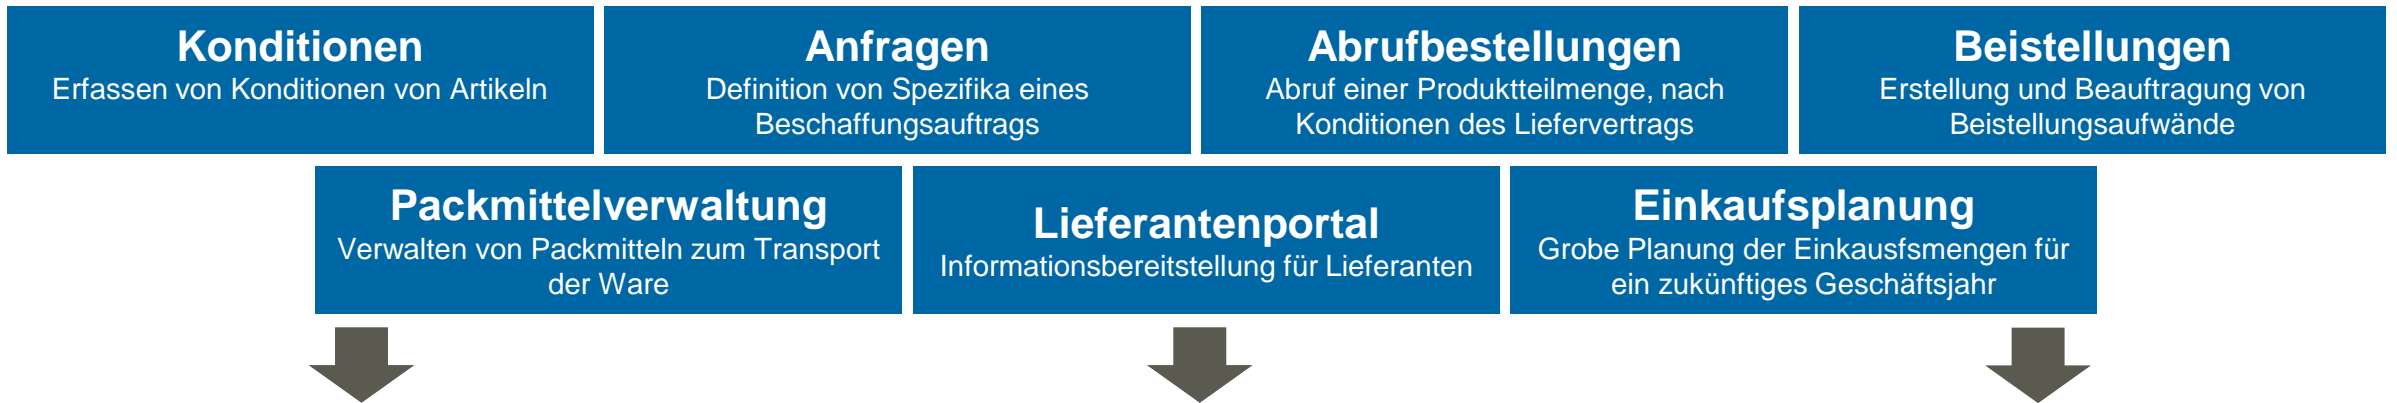 Konditionen
Erfassen von Konditionen von Artikeln
Anfragen
Definition von Spezifika eines
Beschaffungsauftrags
Abrufbestellungen
Abruf einer Produktteilmenge, nach
Konditionen des Liefervertrags
Beistellungen
Erstellung und Beauftragung von
Beistellungsaufwände
Packmittelverwaltung
Verwalten von Packmitteln zum Transport
der Ware
Lieferantenportal
Informationsbereitstellung für Lieferanten
Einkaufsplanung
Grobe Planung der Einkausfsmengen für
ein zukünftiges Geschäftsjahr